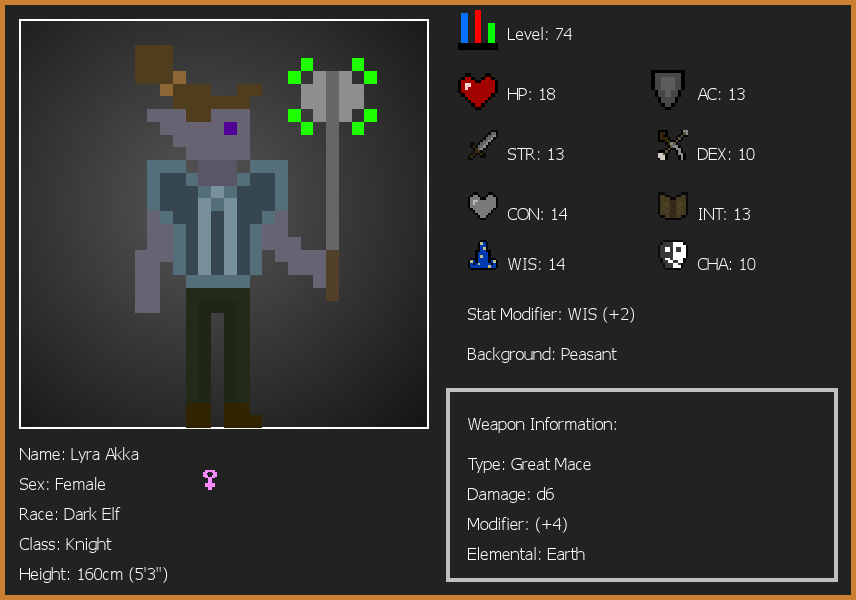 Level: 74
HP: 18
AC: 13
STR: 13
DEX: 10
CON: 14
INT: 13
WIS: 14
CHA: 10
Stat Modifier: WIS (+2)
Background: Peasant
Weapon Information:
Type: Great Mace
Damage: d6
Modifier: (+4)
Elemental: Earth
Name: Lyra Akka
Sex: Female
Race: Dark Elf
Class: Knight
Height: 160cm (5'3")